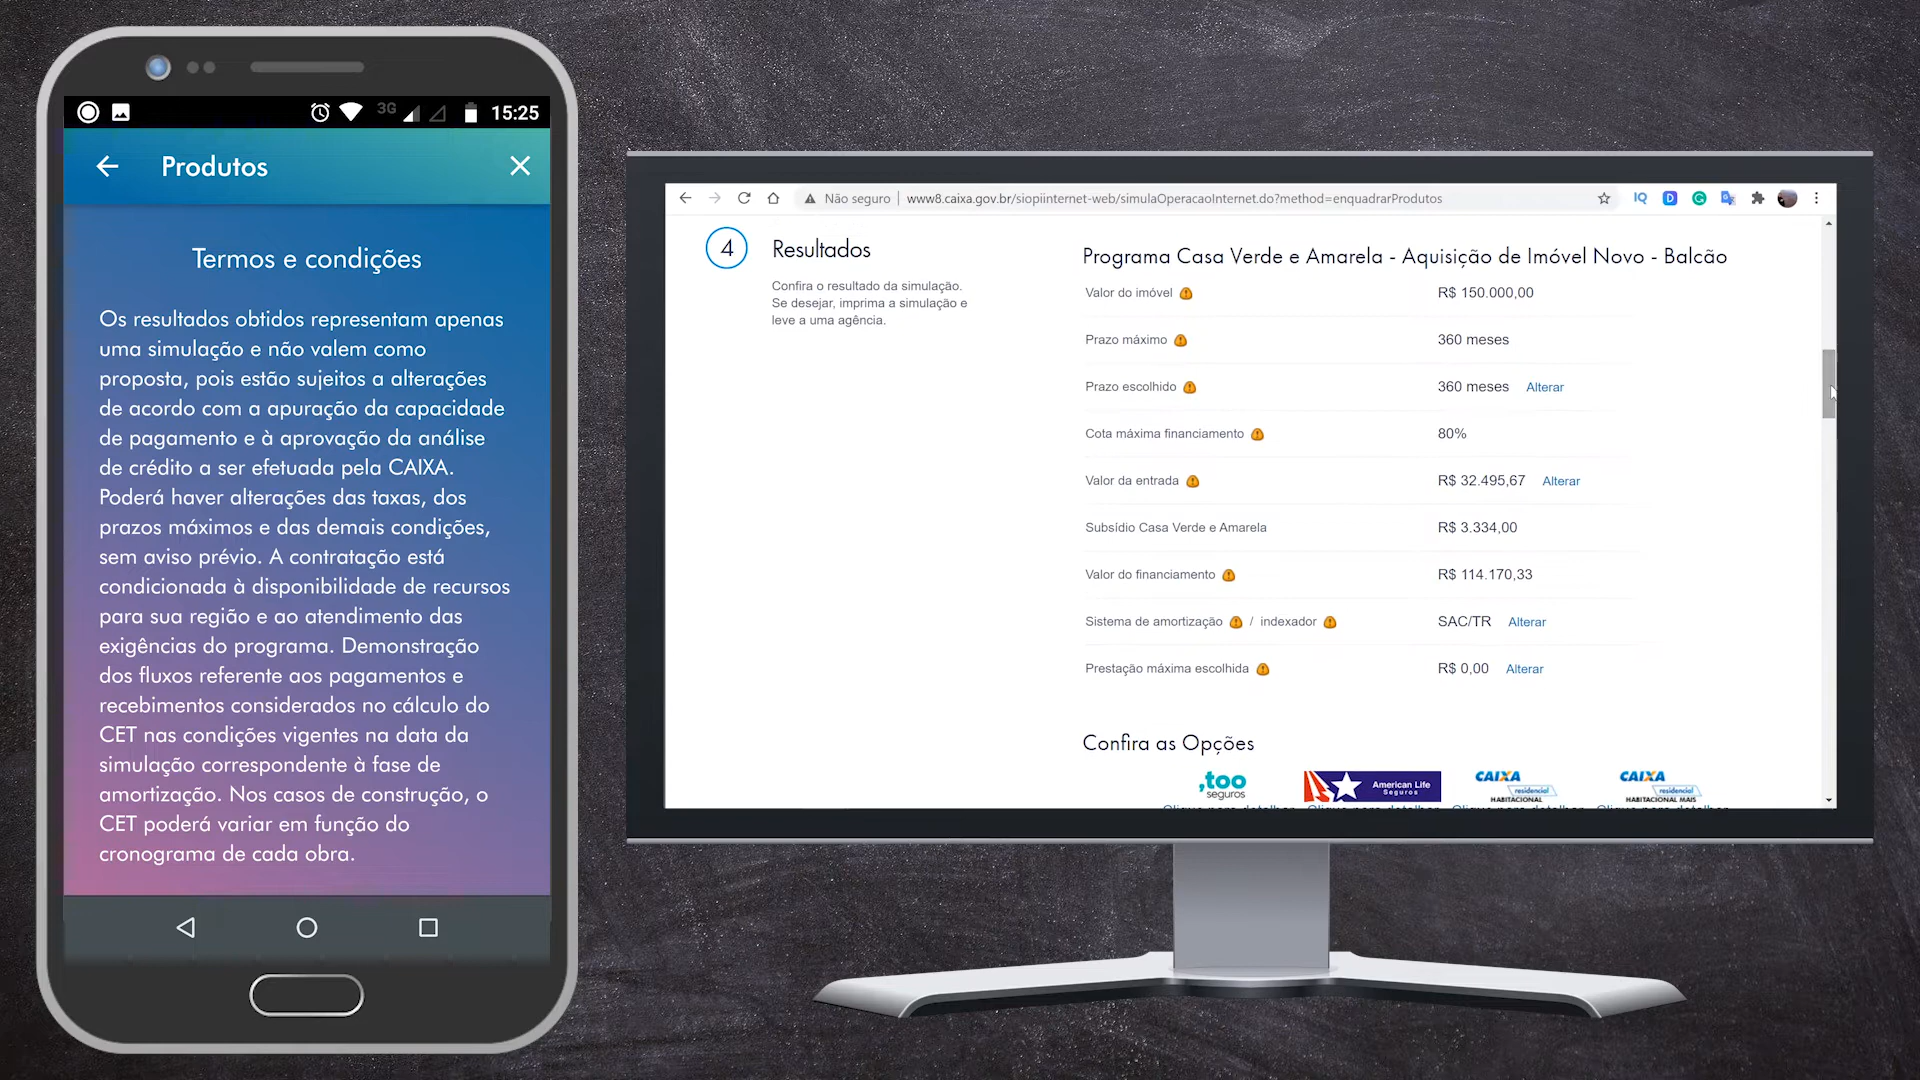 3G 15:25
Produtos
Termos e condições
Os resultados obtidos representam apenas
uma simulação e não valem como
proposta, pois estão sujeitos a alterações
de acordo com a apuração da capacidade
de pagamento e à aprovação da análise
de crédito a ser efetuada pela CAIXA.
Poderá haver alterações das taxas, dos
prazos máximos e das demais condições,
sem aviso prévio. A contratação está
condicionada à disponibilidade de recursos
para sua região e ao atendimento das
exigências do programa. Demonstração
dos fluxos referente aos pagamentos e
recebimentos considerados no cálculo do
CET nas condições vigentes na data da
simulação correspondente à fase de
amortização. Nos casos de construção, o
CET poderá variar em função do
cronograma de cada obra.
Não seguro www8.caixa.gov.br/siopiinternet-web/simulaOperacaoInternet.do?method=enquadrarProdutos IQ D G
4 Resultados
Confira o resultado da simulação.
Se desejar, imprima a simulação e
leve a uma agência.
Programa Casa Verde e Amarela - Aquisição de Imóvel Novo - Balcão
Valor do imóvel R$ 150.000,00
Prazo máximo 360 meses
Prazo escolhido 360 meses Alterar
Cota máxima financiamento 80%
Valor da entrada R$ 32.495,67 Alterar
Subsídio Casa Verde e Amarela R$ 3.334,00
Valor do financiamento R$ 114.170,33
Sistema de amortização / indexador SAC/TR Alterar
Prestação máxima escolhida R$ 0,00 Alterar
Confira as Opções
,too seguros
American Life Seguros
CAIXA residencial HABITACIONAL
CAIXA residencial HABITACIONAL MAIS